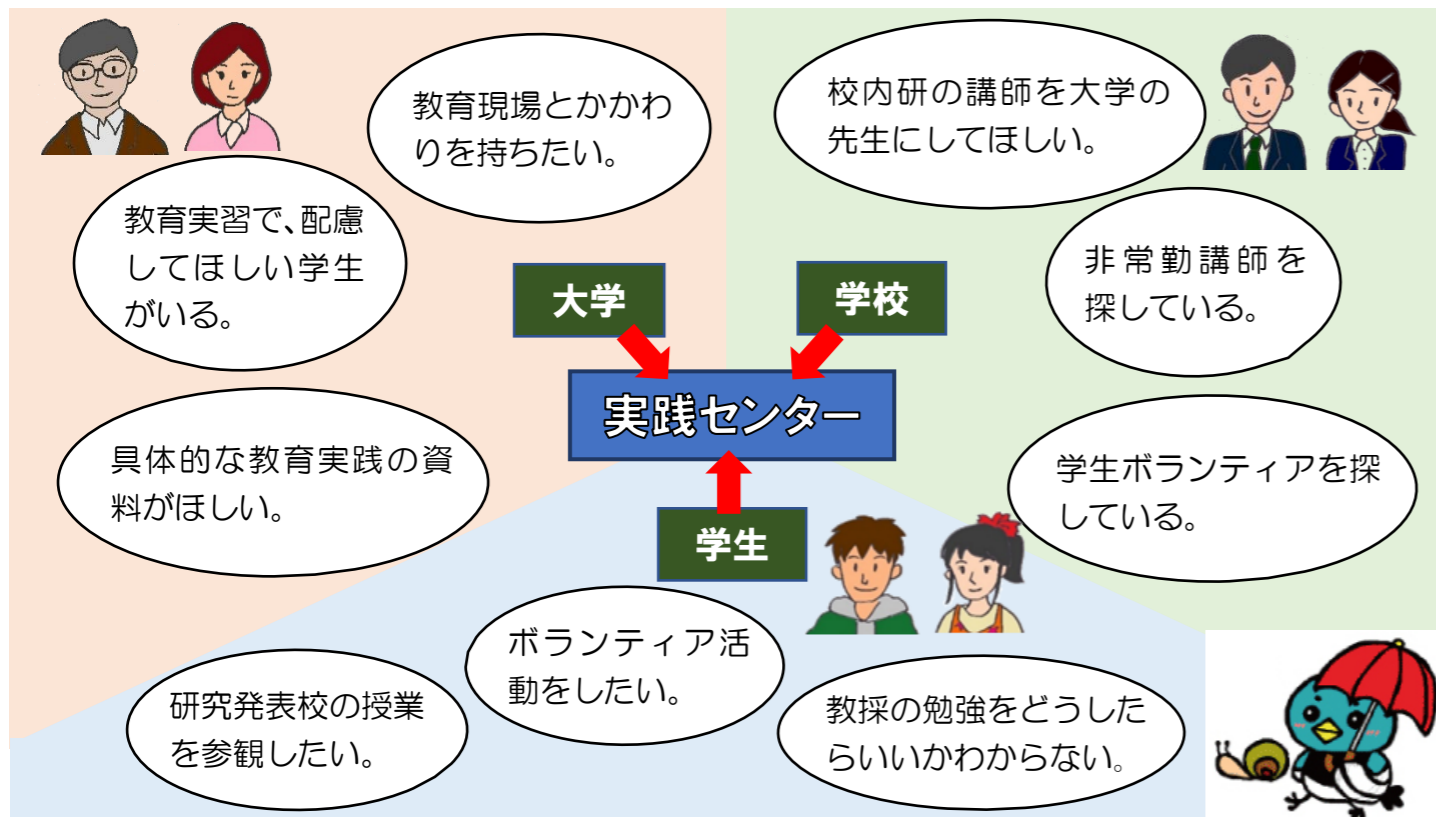 教育現場とかかわ
りを持ちたい。
校内研の講師を大学の
先生にしてほしい。
教育実習で、配慮
してほしい学生
がいる。
非常勤講師を
探している。
大学
学校
実践センター
具体的な教育実践の資
料がほしい。
学生ボランティアを探
している。
学生
ボランティア活
動をしたい。
研究発表校の授業
を参観したい。
教採の勉強をどうした
らいいかわからない。